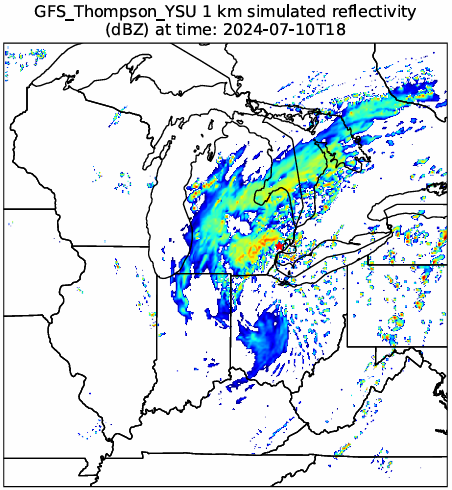 GFS_Thompson_YSU 1 km simulated reflectivity
(dBZ) at time: 2024-07-10T18